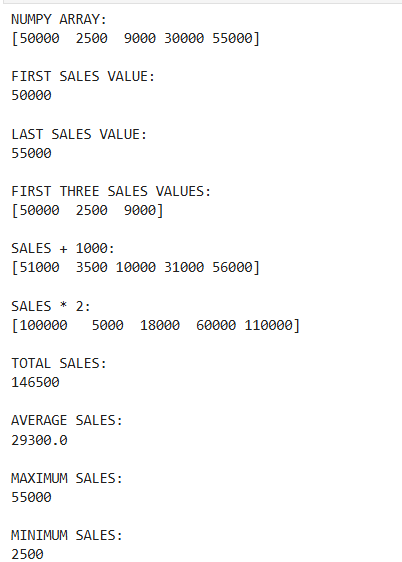 NUMPY ARRAY:
[50000  2500  9000 30000 55000]
FIRST SALES VALUE:
50000
LAST SALES VALUE:
55000
FIRST THREE SALES VALUES:
[50000  2500  9000]
SALES + 1000:
[51000  3500 10000 31000 56000]
SALES * 2:
[100000   5000  18000  60000 110000]
TOTAL SALES:
146500
AVERAGE SALES:
29300.0
MAXIMUM SALES:
55000
MINIMUM SALES:
2500